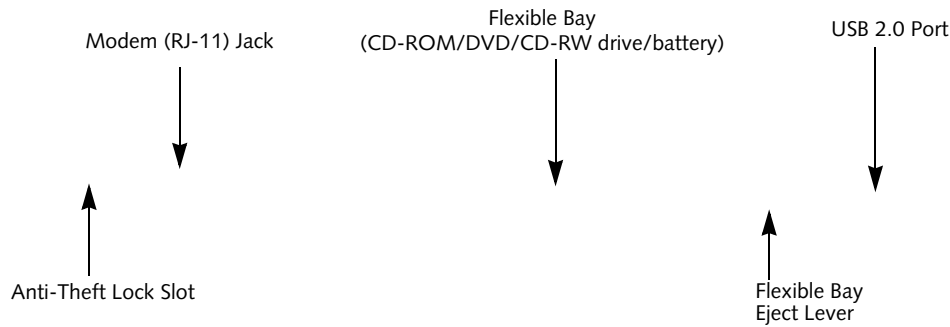 Modem (RJ-11) Jack
Flexible Bay
(CD-ROM/DVD/CD-RW drive/battery)
USB 2.0 Port
Anti-Theft Lock Slot
Flexible Bay
Eject Lever